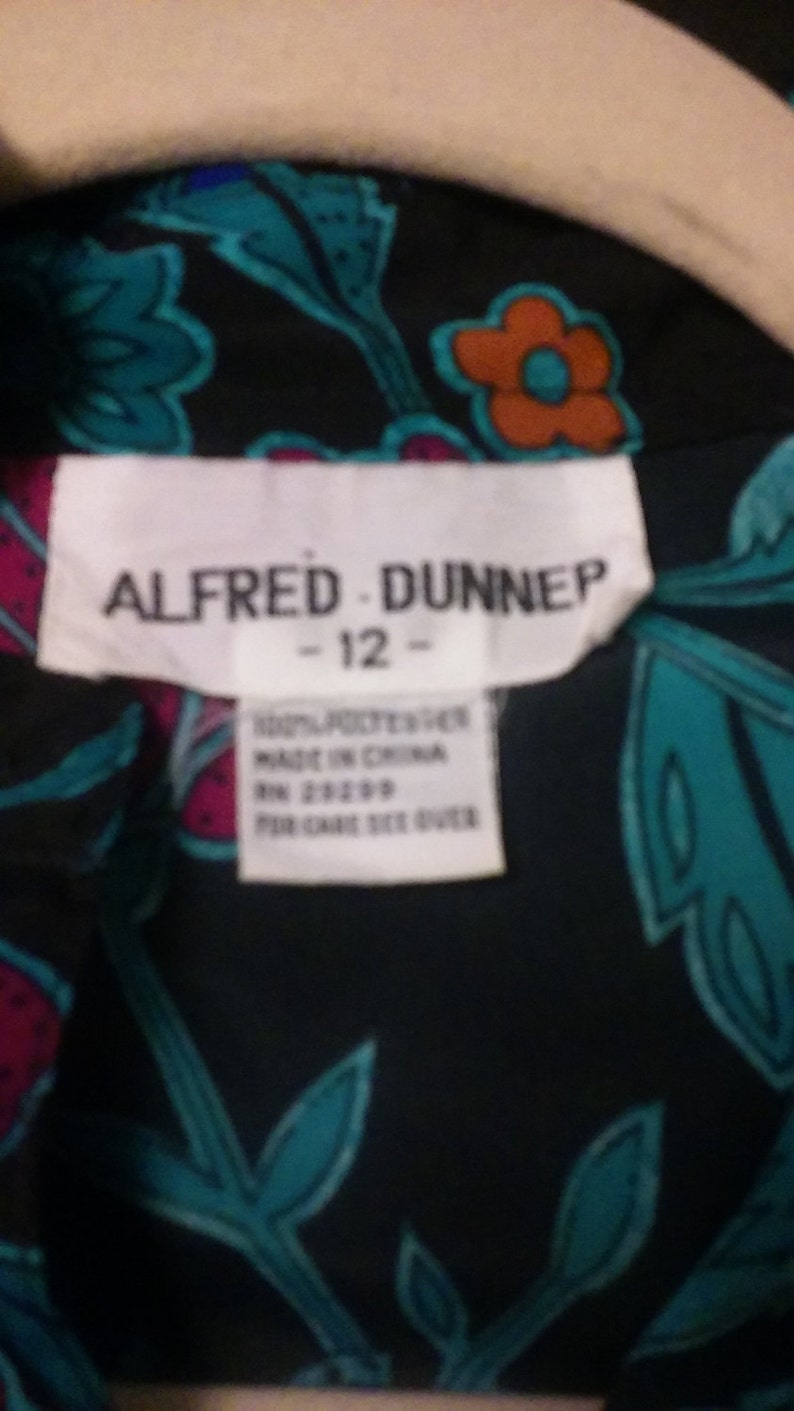 ALFRED DUNNER
- 12 -
100% POLYESTER
MADE IN CHINA
RN 29299
FOR CARE SEE OVER